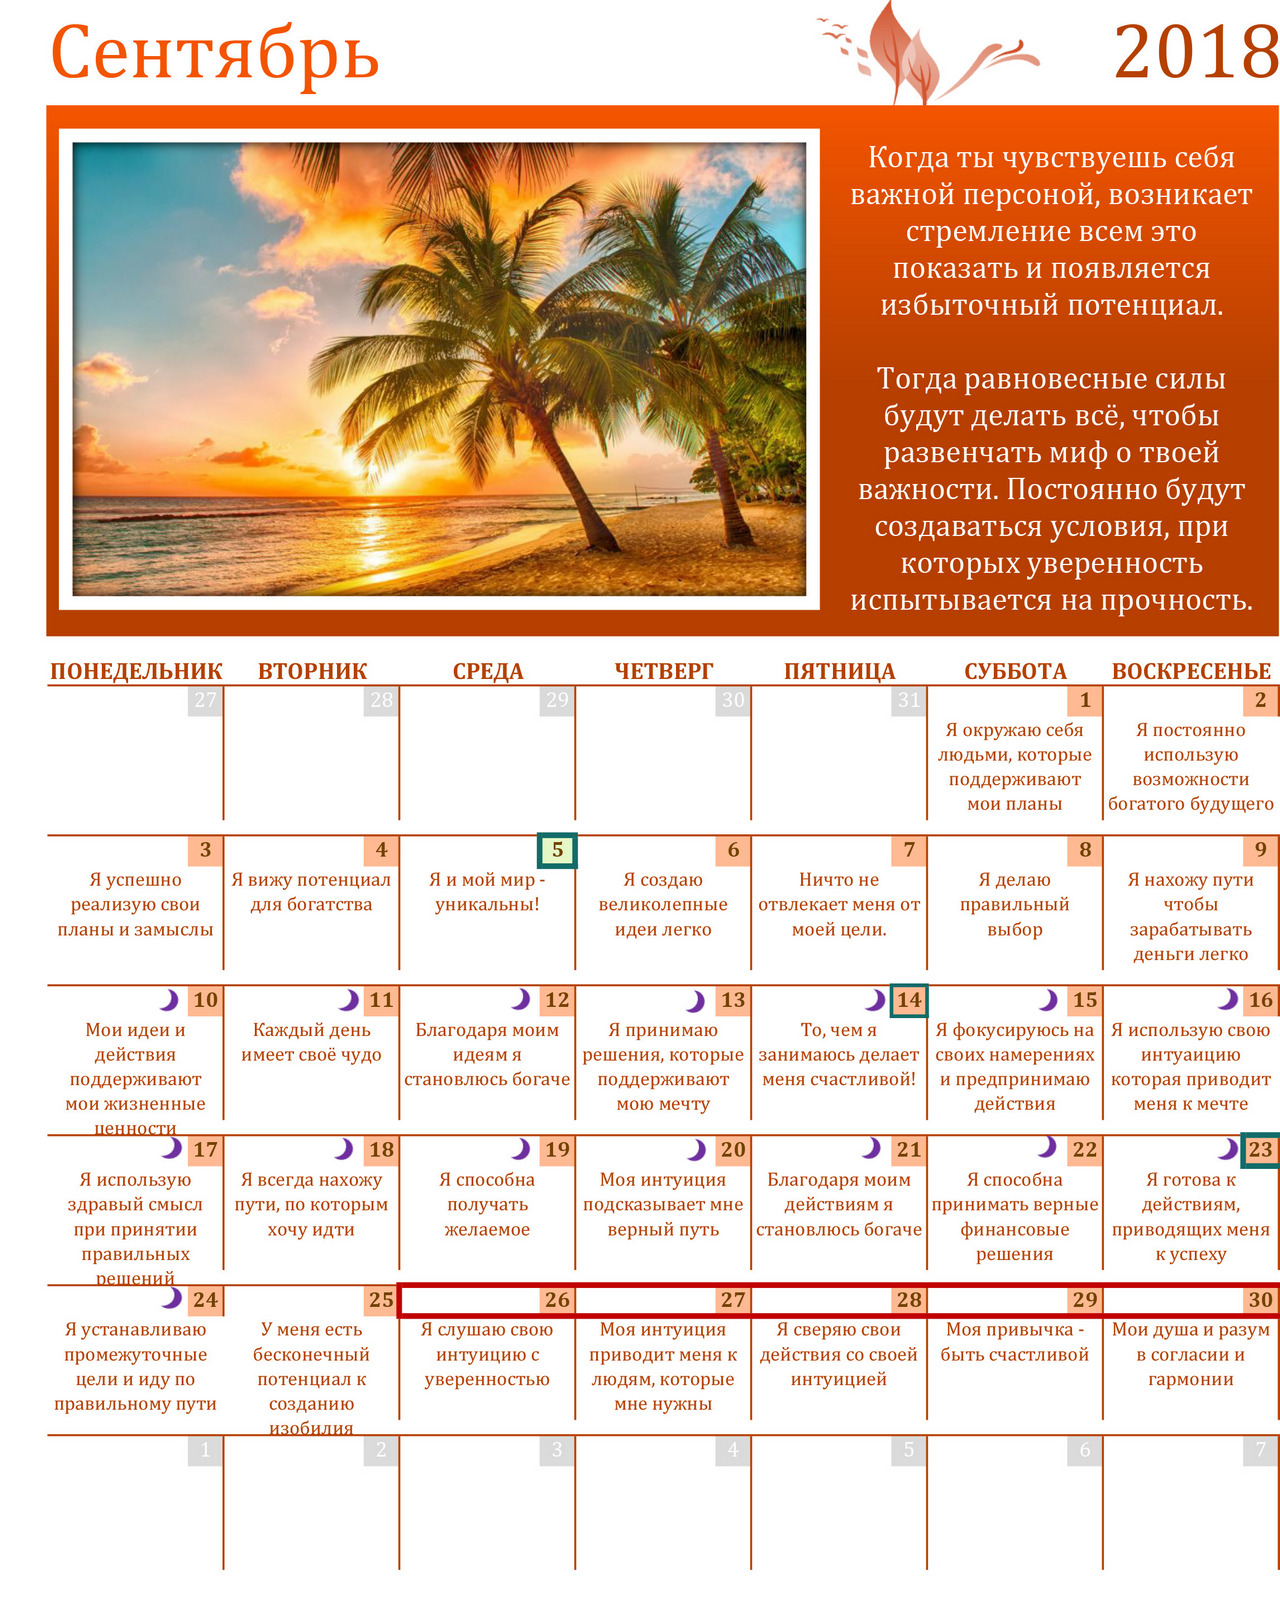 Сентябрь
2018
Когда ты чувствуешь себя
важной персоной, возникает
стремление всем это
показать и появляется
избыточный потенциал.
Тогда равновесные силы
будут делать всё, чтобы
развенчать миф о твоей
важности. Постоянно будут
создаваться условия, при
которых уверенность
испытывается на прочность.
ПОНЕДЕЛЬНИК ВТОРНИК СРЕДА ЧЕТВЕРГ ПЯТНИЦА СУББОТА ВОСКРЕСЕНЬЕ
27
28
29
30
31
1
Я окружаю себя
людьми, которые
поддерживают
мои планы
2
Я постоянно
использую
возможности
богатого будущего
3
Я успешно
реализую свои
планы и замыслы
4
Я вижу потенциал
для богатства
5
Я и мой мир -
уникальны!
6
Я создаю
великолепные
идеи легко
7
Ничто не
отвлекает меня от
моей цели.
8
Я делаю
правильный
выбор
9
Я нахожу пути
чтобы
зарабатывать
деньги легко
10
Мои идеи и
действия
поддерживают
мои жизненные
ценности
11
Каждый день
имеет своё чудо
12
Благодаря моим
идеям я
становлюсь богаче
13
Я принимаю
решения, которые
поддерживают
мою мечту
14
То, чем я
занимаюсь делает
меня счастливой!
15
Я фокусируюсь на
своих намерениях
и предпринимаю
действия
16
Я использую свою
интуаицию
которая приводит
меня к мечте
17
Я использую
здравый смысл
при принятии
правильных
решений
18
Я всегда нахожу
пути, по которым
хочу идти
19
Я способна
получать
желаемое
20
Моя интуиция
подсказывает мне
верный путь
21
Благодаря моим
действиям я
становлюсь богаче
22
Я способна
принимать верные
финансовые
решения
23
Я готова к
действиям,
приводящих меня
к успеху
24
Я устанавливаю
промежуточные
цели и иду по
правильному пути
25
У меня есть
бесконечный
потенциал к
созданию
изобилия
26
Я слушаю свою
интуицию с
уверенностью
27
Моя интуиция
приводит меня к
людям, которые
мне нужны
28
Я сверяю свои
действия со своей
интуицией
29
Моя привычка -
быть счастливой
30
Мои душа и разум
в согласии и
гармонии
1
2
3
4
5
6
7